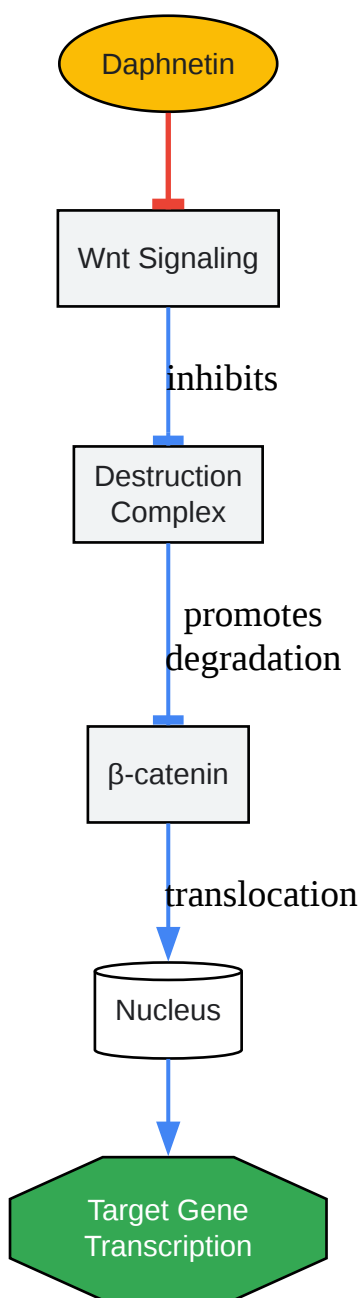 Daphnetin
Wnt Signaling
inhibits
Destruction
Complex
promotes
degradation
β-catenin
translocation
Nucleus
Target Gene
Transcription